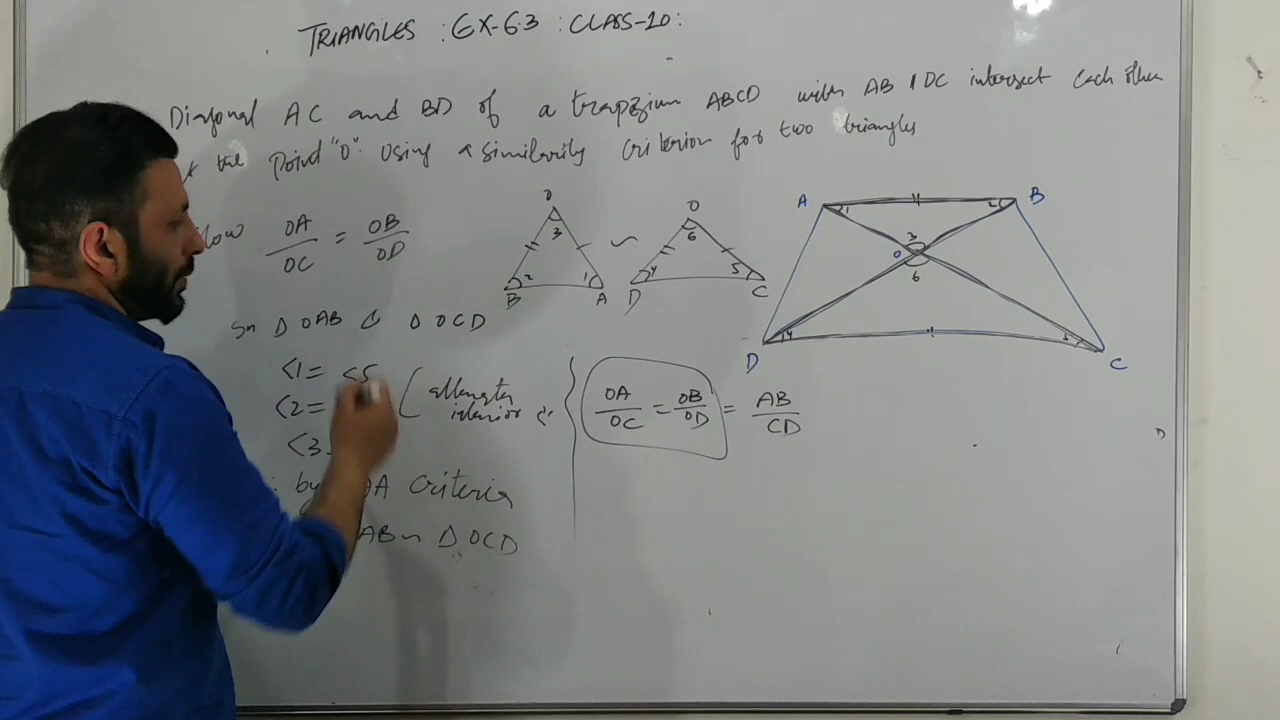 TRIANGLES : EX-6.3 : CLASS-10:
Diagonal AC and BD of a trapezium ABCD with AB || DC intersect each other
the Point "O". Using a similarity criterion for two triangles
OA/OC = OB/OD
O
3
B 2 1 A
~
O
6
D 4 5 C
A 1 2 B
3
O
6
D 4 C
In Δ OAB & Δ OCD
<1 = <5
<2 =
(alternate interior
<3
OA/OC = OB/OD = AB/CD
by criteria
AB ~ Δ OCD